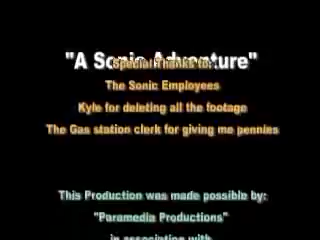 "A Sonic Adventure"
Special Thanks to:
The Sonic Employees
Kyle for deleting all the footage
The Gas station clerk for giving me pennies
This Production was made possible by:
"Paramedia Productions"
in association with